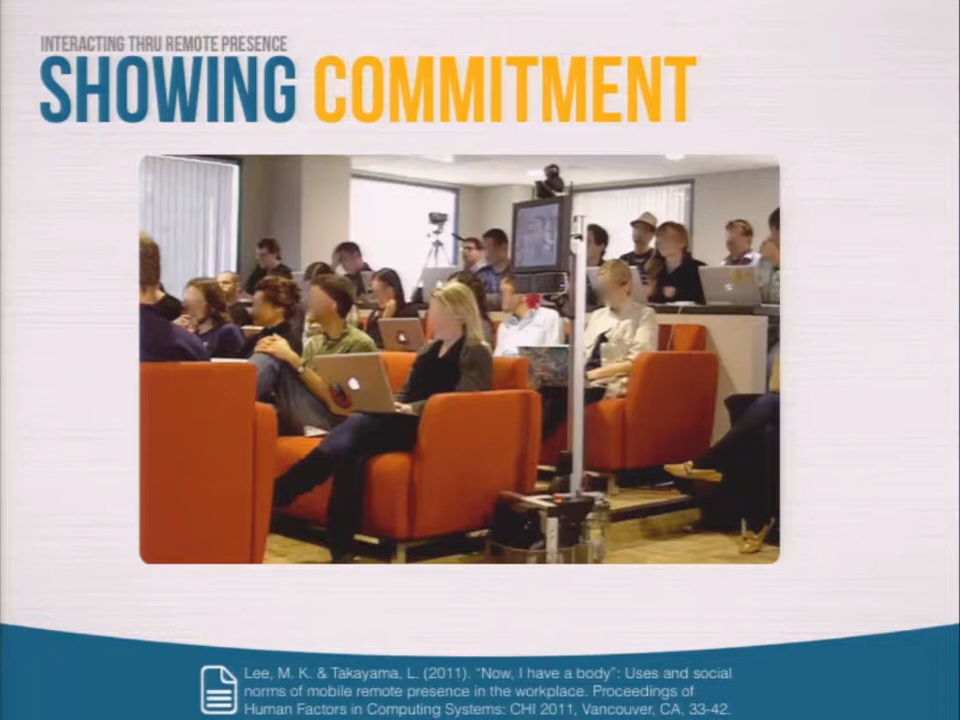 INTERACTING THRU REMOTE PRESENCE
SHOWING COMMITMENT
Lee, M. K. & Takayama, L. (2011). “Now, I have a body”: Uses and social
norms of mobile remote presence in the workplace. Proceedings of
Human Factors in Computing Systems: CHI 2011, Vancouver, CA, 33-42.